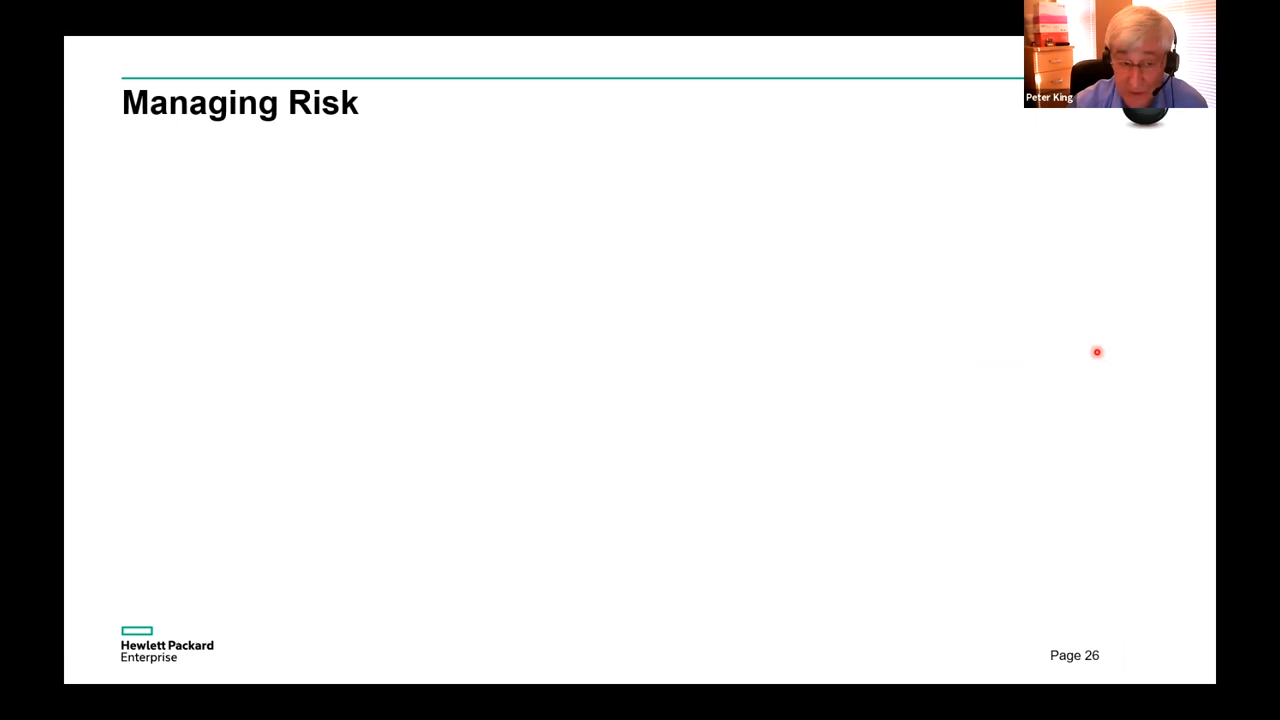 Managing Risk
Peter King
Hewlett Packard
Enterprise
Page 26